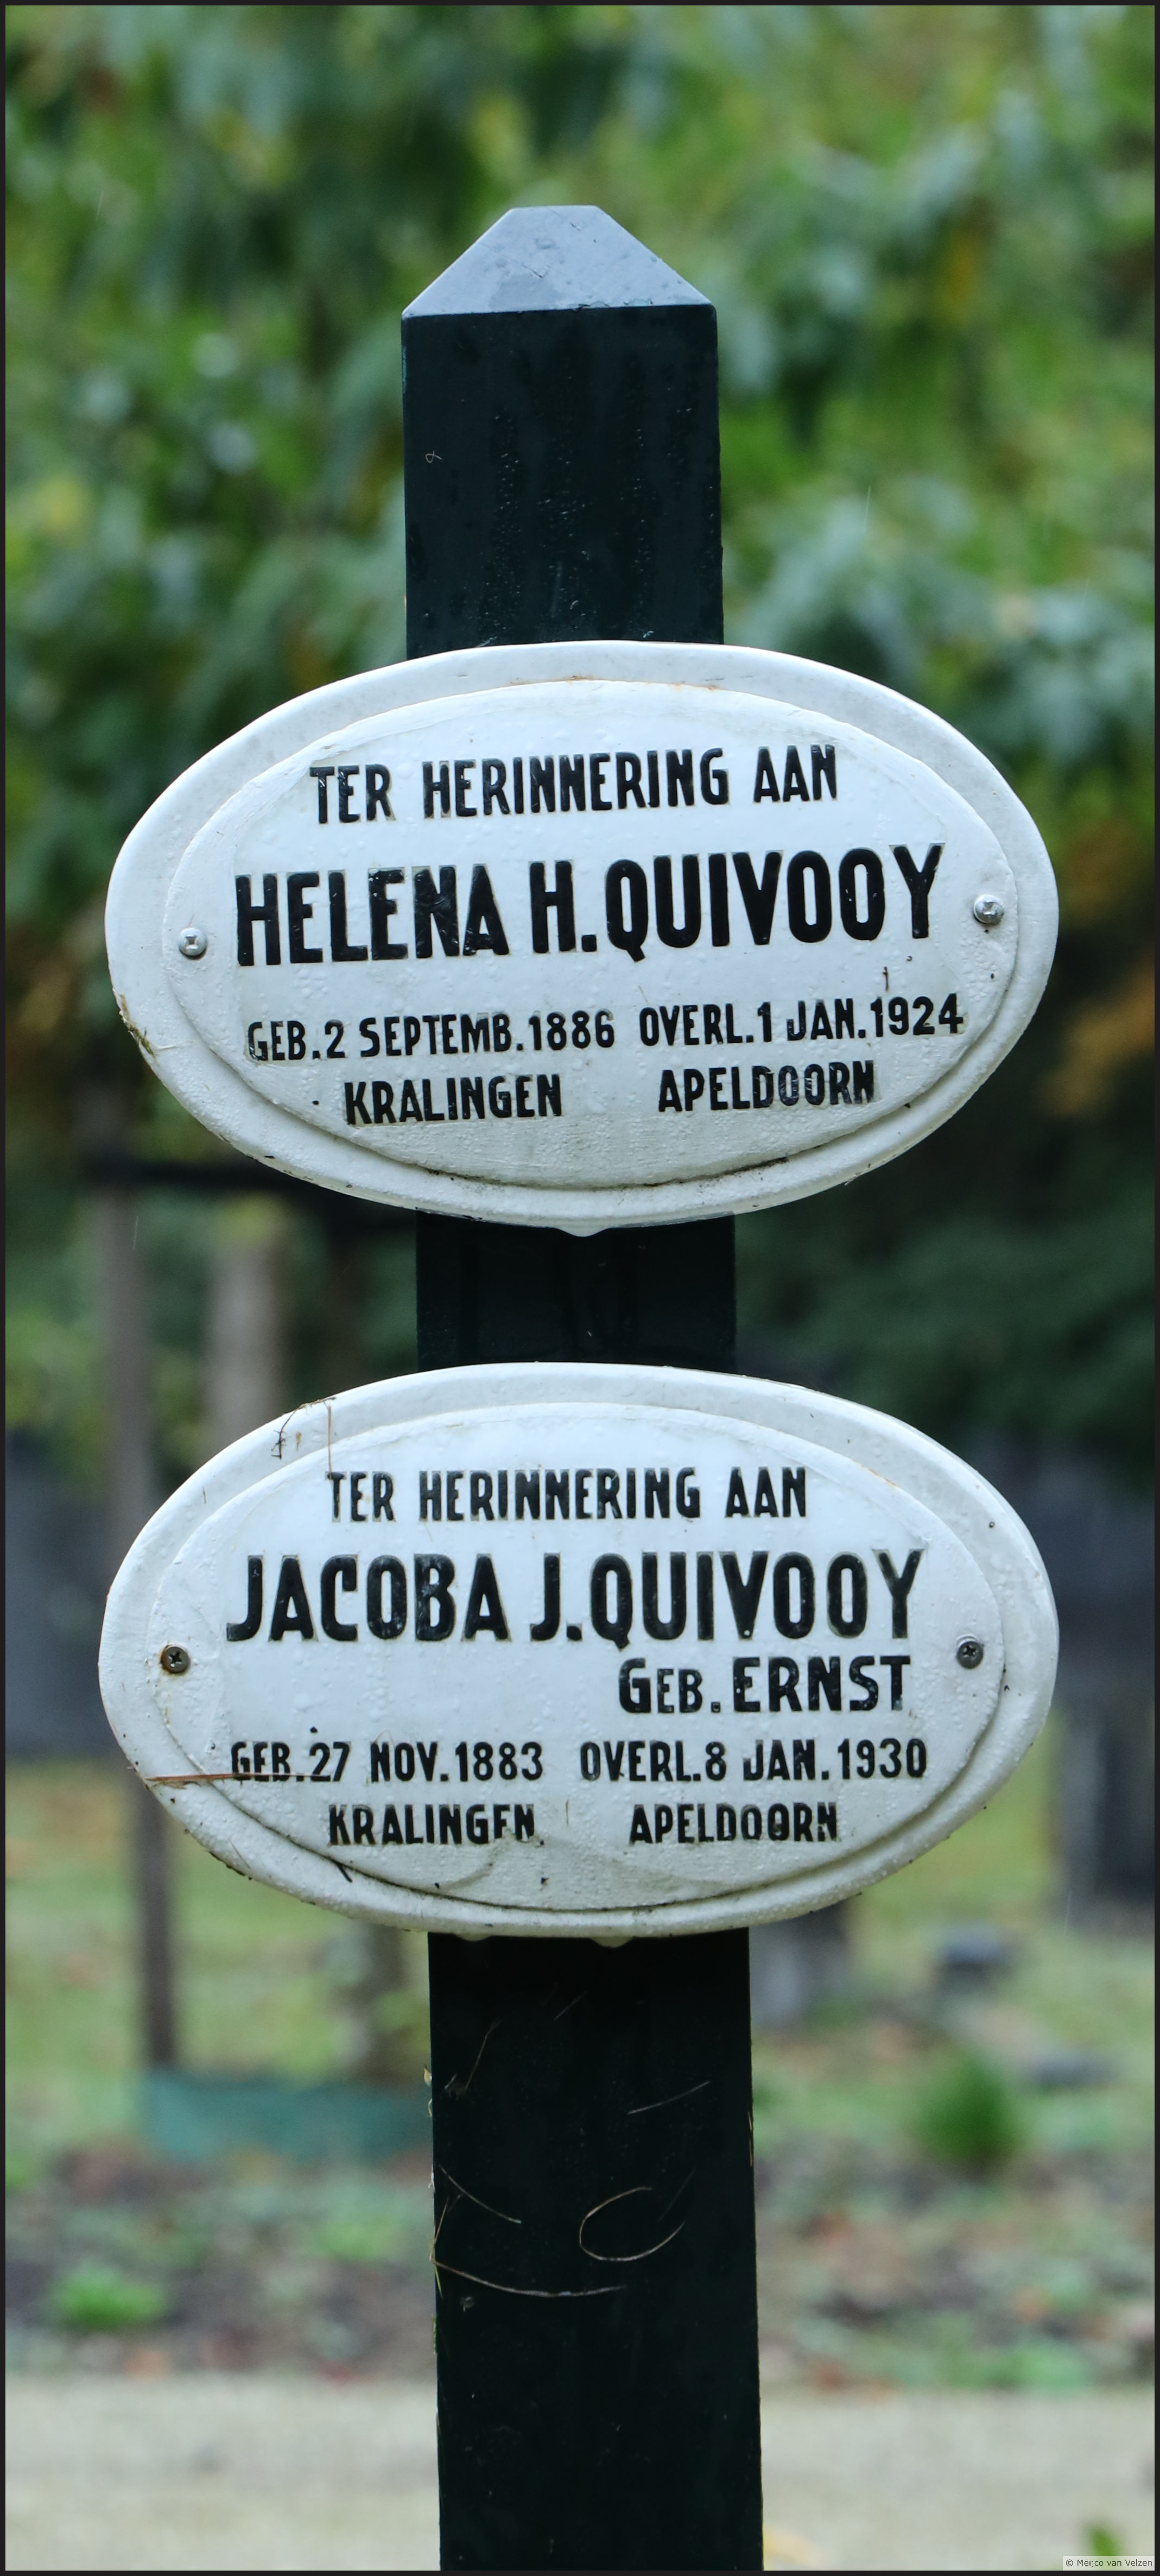 TER HERINNERING AAN
HELENA H. QUIVOOY
GEB. 2 SEPTEMB. 1886 OVERL. 1 JAN. 1924
KRALINGEN APELDOORN
TER HERINNERING AAN
JACOBA J. QUIVOOY
GEB. ERNST
GEB. 27 NOV. 1883 OVERL. 8 JAN. 1930
KRALINGEN APELDOORN
© Meijco van Velzen